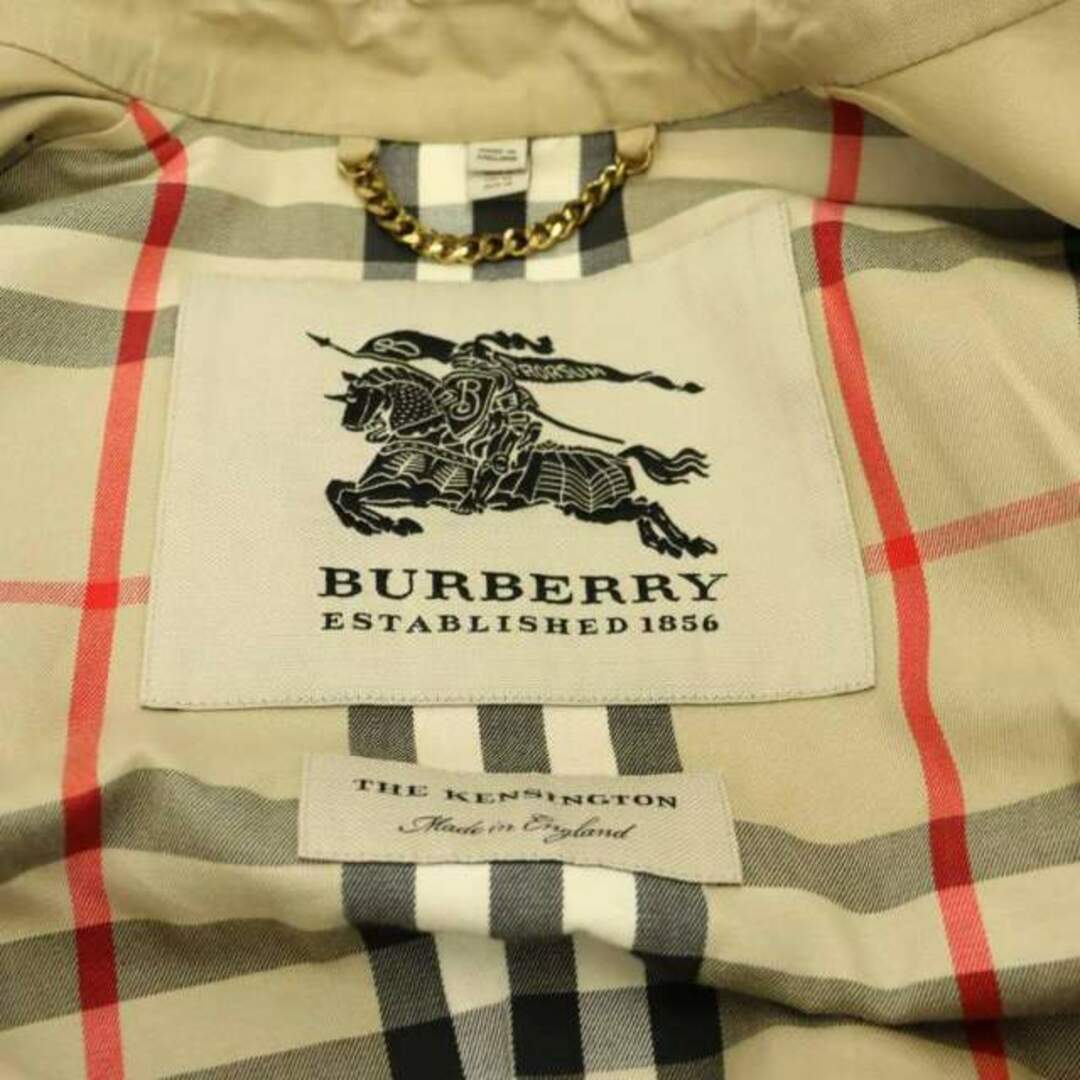 PRORSUM
B
BURBERRY
ESTABLISHED 1856
THE KENSINGTON
Made in England